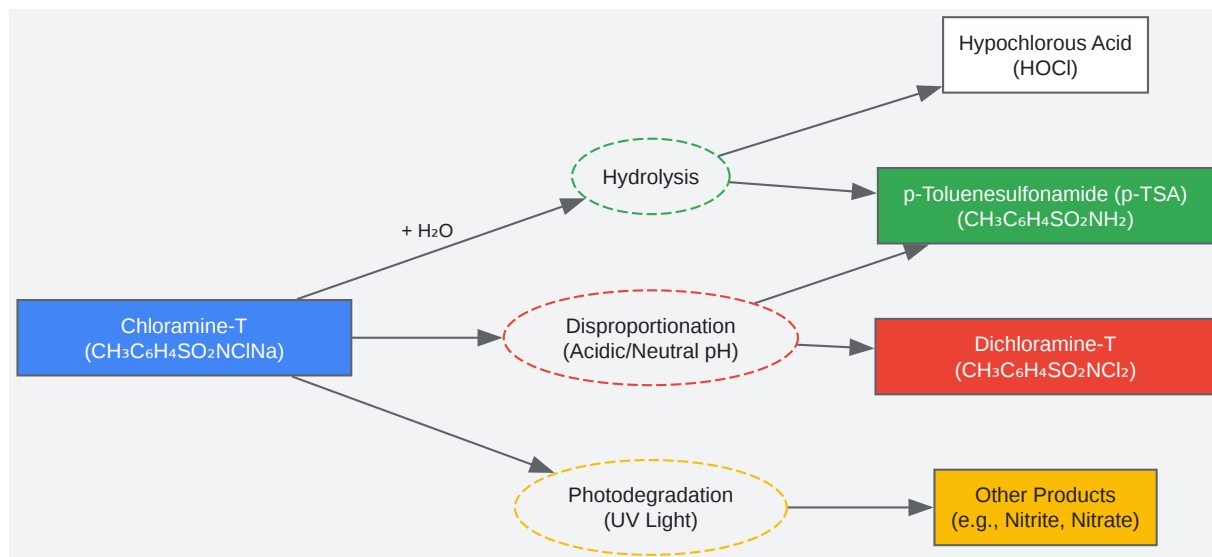 Hypochlorous Acid
(HOCl)
Hydrolysis
p-Toluenesulfonamide (p-TSA)
(CH₃C₆H₄SO₂NH₂)
+ H₂O
Chloramine-T
(CH₃C₆H₄SO₂NClNa)
Disproportionation
(Acidic/Neutral pH)
Dichloramine-T
(CH₃C₆H₄SO₂NCl₂)
Photodegradation
(UV Light)
Other Products
(e.g., Nitrite, Nitrate)